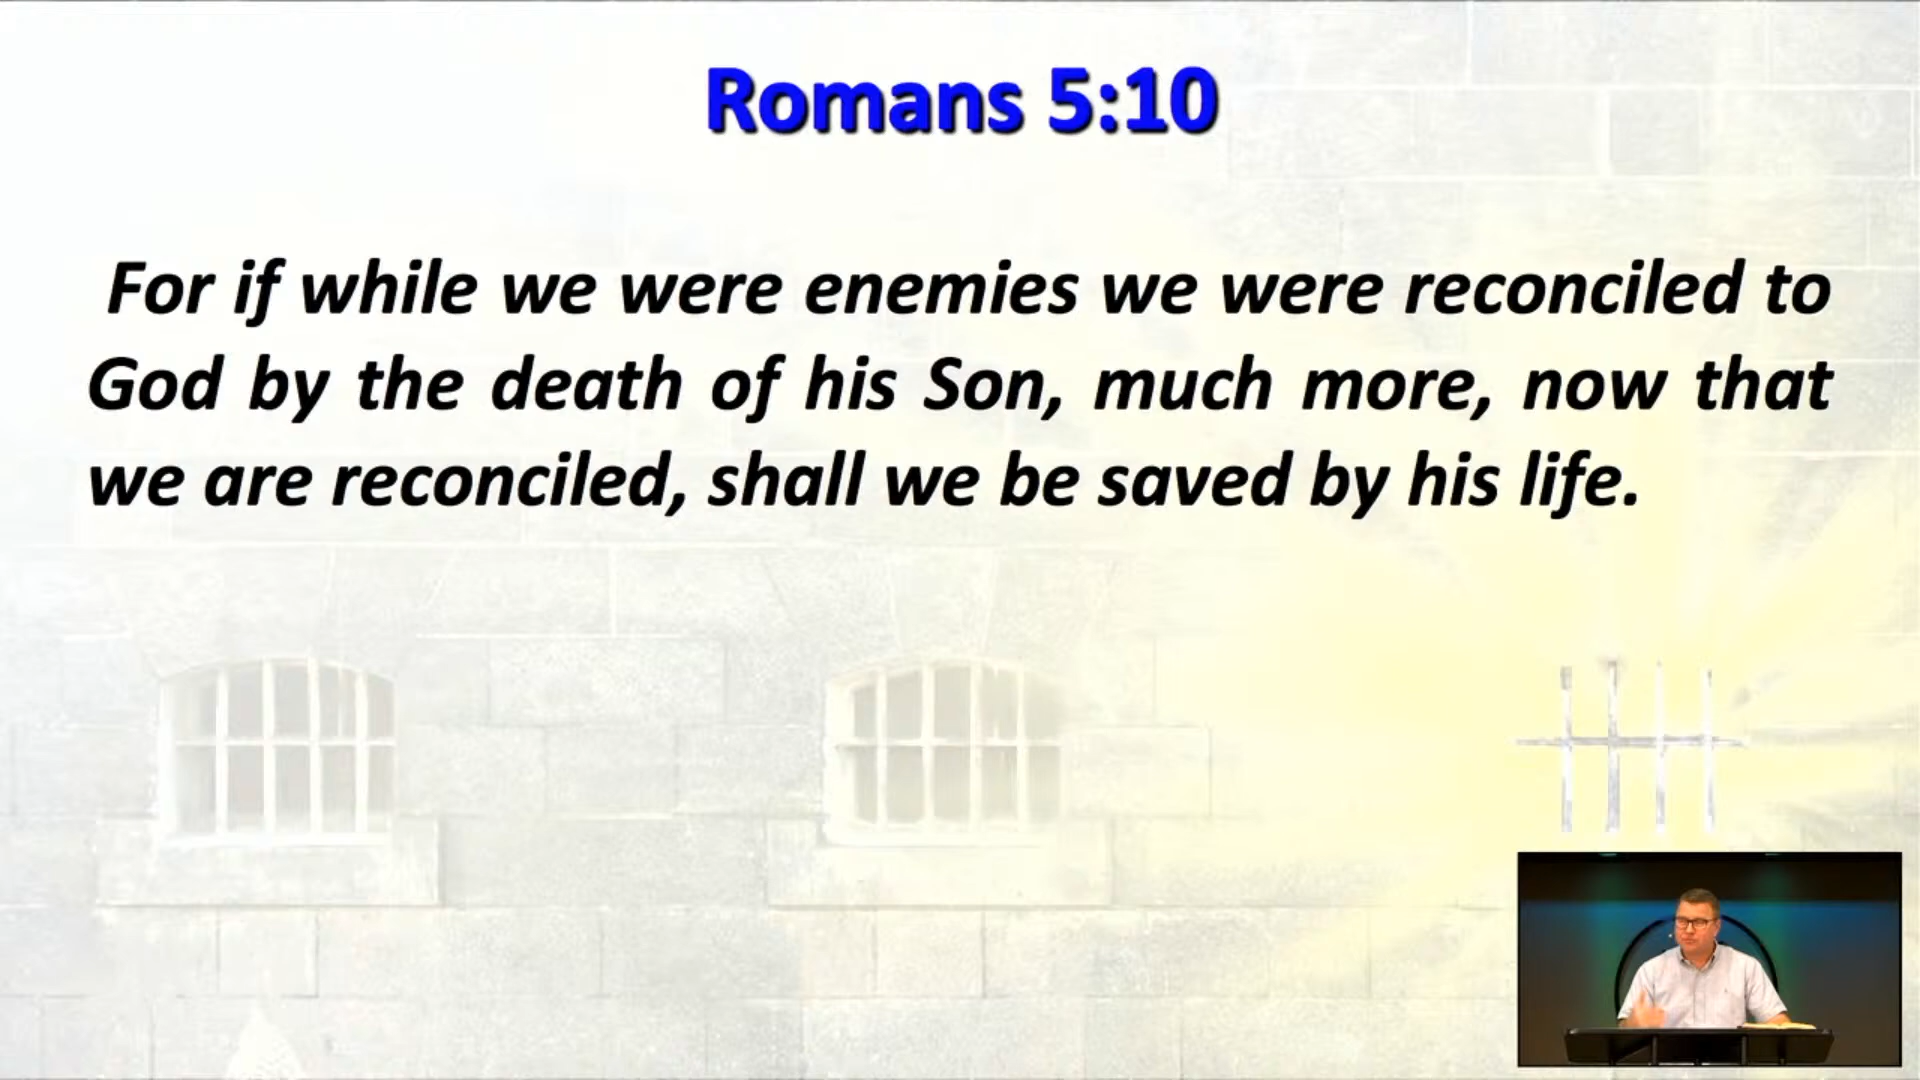 Romans 5:10
For if while we were enemies we were reconciled to
God by the death of his Son, much more, now that
we are reconciled, shall we be saved by his life.